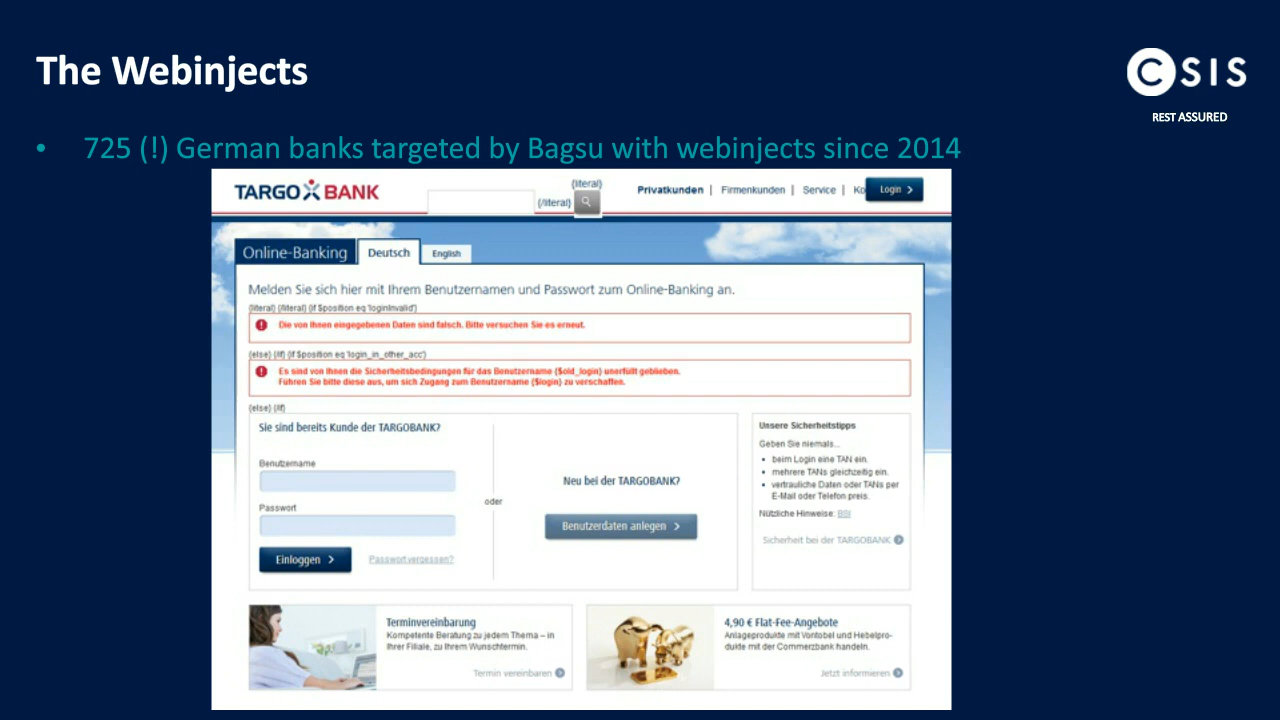 The Webinjects
CSIS
REST ASSURED
• 725 (!) German banks targeted by Bagsu with webinjects since 2014
TARGO BANK
{literal}
{/literal}
Privatkunden | Firmenkunden | Service | Ko
Login
Online-Banking
Deutsch
English
Melden Sie sich hier mit Ihrem Benutzernamen und Passwort zum Online-Banking an.
{literal} {/literal} {if $position eq 'loginInvalid'}
Die von Ihnen eingegebenen Daten sind falsch. Bitte versuchen Sie es erneut.
{else} {/if} {if $position eq 'login_in_other_acc'}
Es sind von Ihnen die Sicherheitsbedingungen für das Benutzername {$old_login} unerfüllt geblieben.
Führen Sie bitte diese aus, um sich Zugang zum Benutzername {$login} zu verschaffen.
{else} {/if}
Sie sind bereits Kunde der TARGOBANK?
Benutzername
Passwort
Einloggen
Passwort vergessen?
oder
Neu bei der TARGOBANK?
Benutzerdaten anlegen
Unsere Sicherheitstipps
Geben Sie niemals...
• beim Login eine TAN ein.
• mehrere TANs gleichzeitig ein.
• vertrauliche Daten oder TANs per
E-Mail oder Telefon preis.
Nützliche Hinweise: BSI
Sicherheit bei der TARGOBANK
Terminvereinbarung
Kompetente Beratung zu jedem Thema – in
Ihrer Filiale, zu Ihrem Wunschtermin.
Termin vereinbaren
4,90 € Flat-Fee-Angebote
Anlageprodukte mit Vontobel und Hebelpro-
dukte mit der Commerzbank handeln.
Jetzt informieren